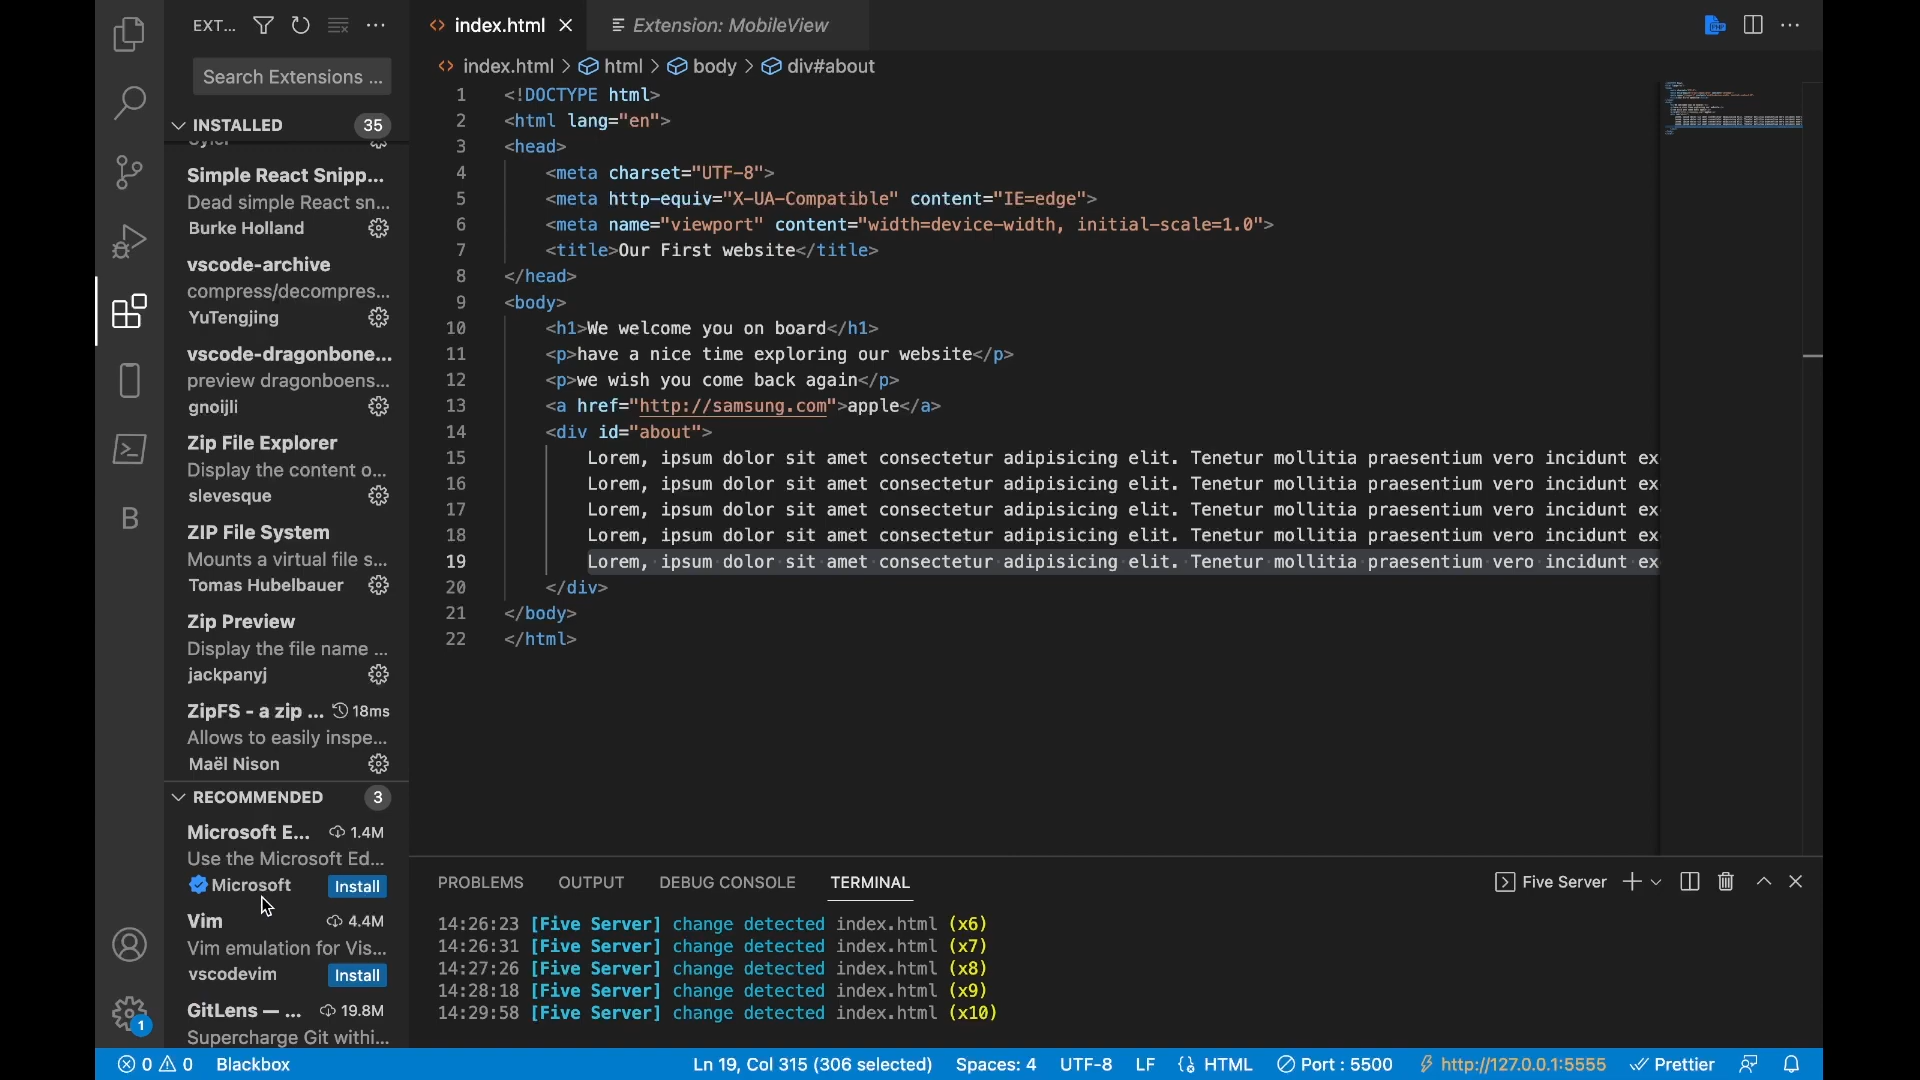 EXT...
index.html
Extension: MobileView
Search Extensions ...
index.html > html > body > div#about
INSTALLED 35
Simple React Snipp...
Dead simple React sn...
Burke Holland
vscode-archive
compress/decompres...
YuTengjing
vscode-dragonbone...
preview dragonboens...
gnoijli
Zip File Explorer
Display the content o...
slevesque
ZIP File System
Mounts a virtual file s...
Tomas Hubelbauer
Zip Preview
Display the file name ...
jackpanyj
ZipFS - a zip ... 18ms
Allows to easily inspe...
Maël Nison
RECOMMENDED 3
Microsoft E... 1.4M
Use the Microsoft Ed...
Microsoft Install
Vim 4.4M
Vim emulation for Vis...
vscodevim Install
GitLens — ... 19.8M
Supercharge Git withi...
B
1
1 <!DOCTYPE html>
2 <html lang="en">
3 <head>
4 <meta charset="UTF-8">
5 <meta http-equiv="X-UA-Compatible" content="IE=edge">
6 <meta name="viewport" content="width=device-width, initial-scale=1.0">
7 <title>Our First website</title>
8 </head>
9 <body>
10 <h1>We welcome you on board</h1>
11 <p>have a nice time exploring our website</p>
12 <p>we wish you come back again</p>
13 <a href="http://samsung.com">apple</a>
14 <div id="about">
15 Lorem, ipsum dolor sit amet consectetur adipisicing elit. Tenetur mollitia praesentium vero incidunt ex
16 Lorem, ipsum dolor sit amet consectetur adipisicing elit. Tenetur mollitia praesentium vero incidunt ex
17 Lorem, ipsum dolor sit amet consectetur adipisicing elit. Tenetur mollitia praesentium vero incidunt ex
18 Lorem, ipsum dolor sit amet consectetur adipisicing elit. Tenetur mollitia praesentium vero incidunt ex
19 Lorem, ipsum dolor sit amet consectetur adipisicing elit. Tenetur mollitia praesentium vero incidunt ex
20 </div>
21 </body>
22 </html>
PROBLEMS OUTPUT DEBUG CONSOLE TERMINAL Five Server
14:26:23 [Five Server] change detected index.html (x6)
14:26:31 [Five Server] change detected index.html (x7)
14:27:26 [Five Server] change detected index.html (x8)
14:28:18 [Five Server] change detected index.html (x9)
14:29:58 [Five Server] change detected index.html (x10)
0 0 Blackbox Ln 19, Col 315 (306 selected) Spaces: 4 UTF-8 LF {} HTML Port : 5500 http://127.0.0.1:5555 Prettier